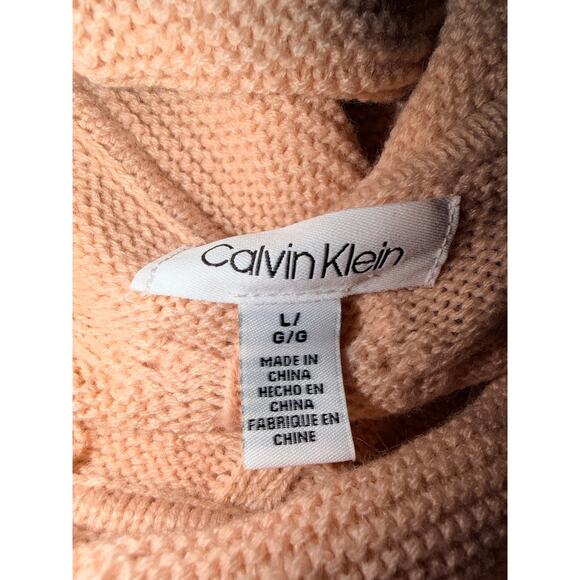 Calvin Klein
L/
G/G
MADE IN
CHINA
HECHO EN
CHINA
FABRIQUE EN
CHINE